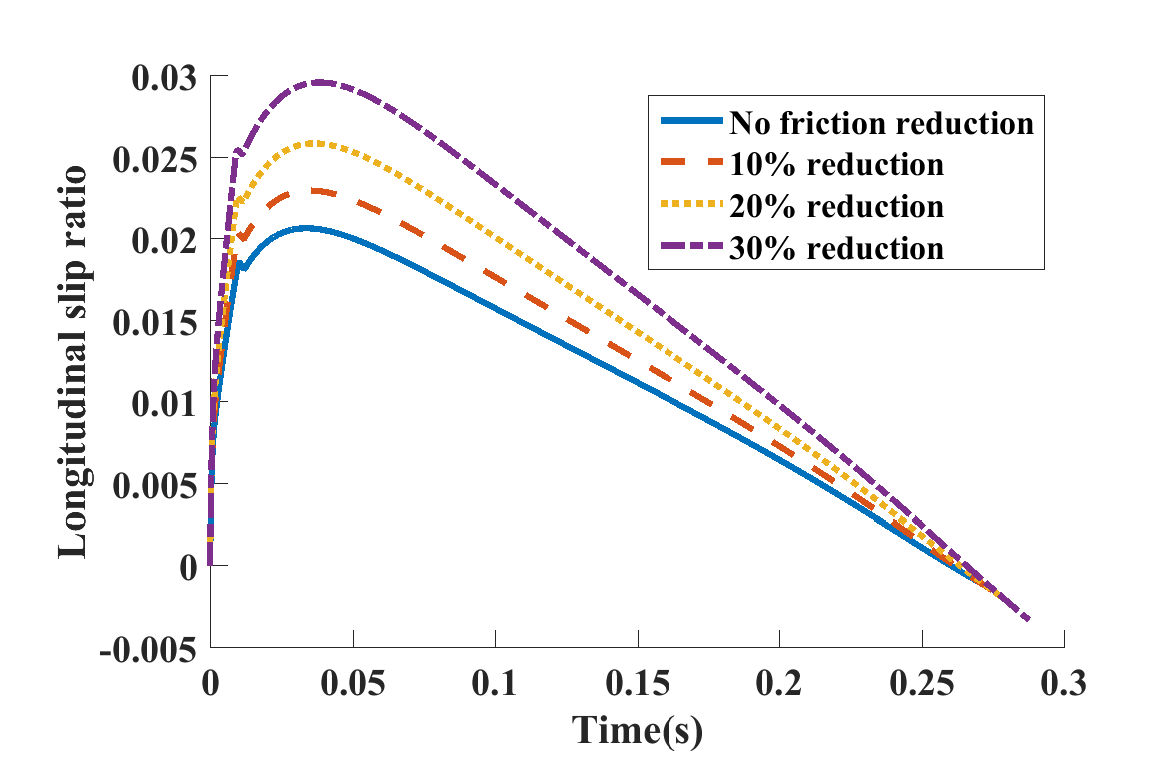 0.03
0.025
0.02
0.015
0.01
0.005
0
-0.005
Longitudinal slip ratio
No friction reduction
10% reduction
20% reduction
30% reduction
0 0.05 0.1 0.15 0.2 0.25 0.3
Time(s)